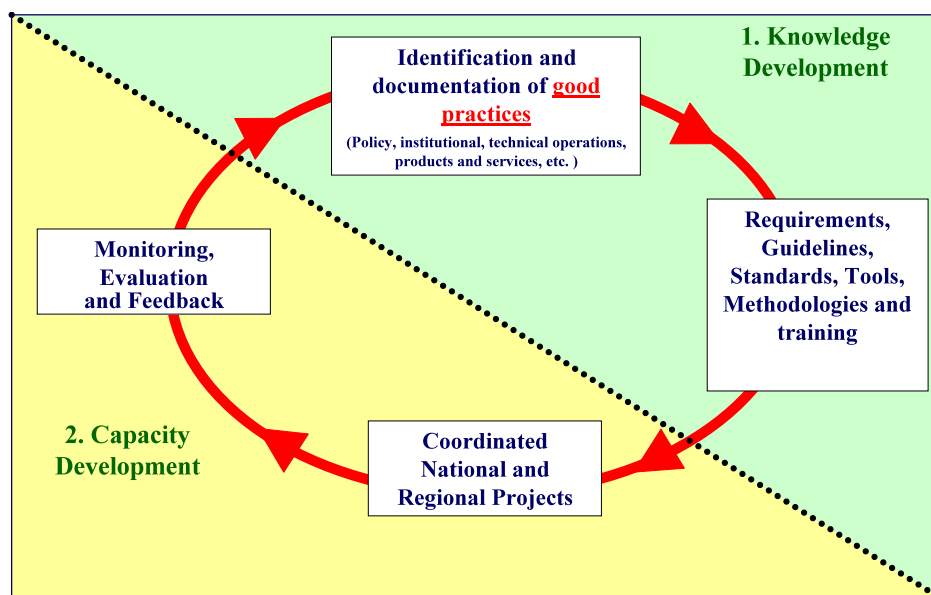 1. Knowledge
Development
Identification and
documentation of good
practices
(Policy, institutional, technical operations,
products and services, etc. )
Requirements,
Guidelines,
Standards, Tools,
Methodologies and
training
Monitoring,
Evaluation
and Feedback
2. Capacity
Development
Coordinated
National and
Regional Projects